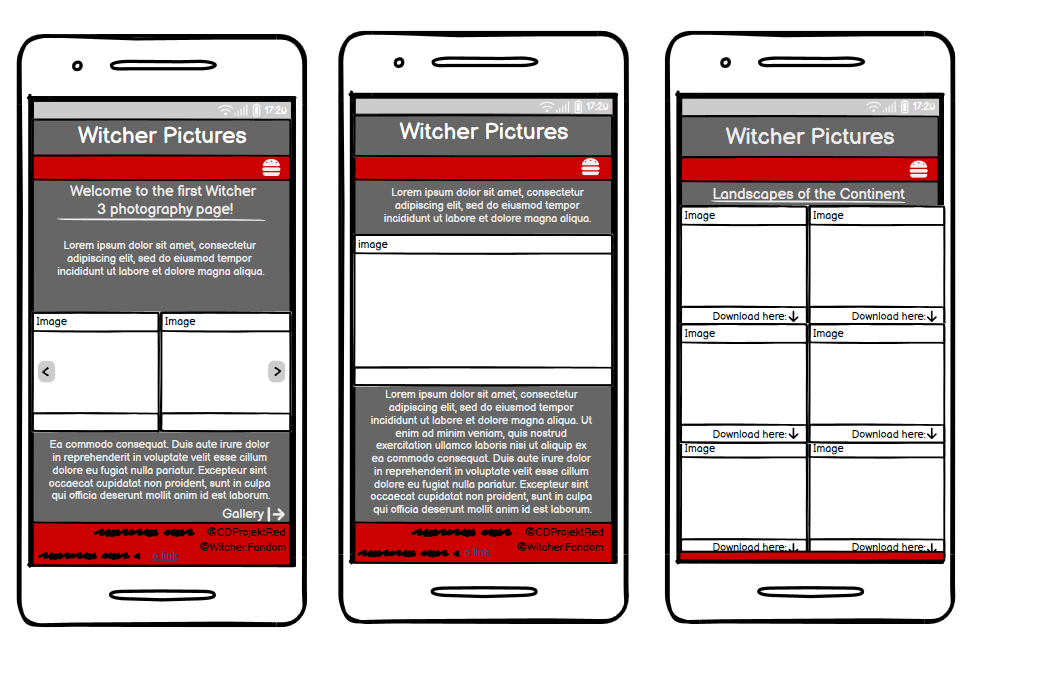 17:20
Witcher Pictures
Welcome to the first Witcher
3 photography page!
Lorem ipsum dolor sit amet, consectetur
adipiscing elit, sed do eiusmod tempor
incididunt ut labore et dolore magna aliqua.
Image
Image
<
>
Ea commodo consequat. Duis aute irure dolor
in reprehenderit in voluptate velit esse cillum
dolore eu fugiat nulla pariatur. Excepteur sint
occaecat cupidatat non proident, sunt in culpa
qui officia deserunt mollit anim id est laborum.
Gallery
@CDProjektRed
@Witcher.Fandom
a link
17:20
Witcher Pictures
Lorem ipsum dolor sit amet, consectetur
adipiscing elit, sed do eiusmod tempor
incididunt ut labore et dolore magna aliqua.
image
Lorem ipsum dolor sit amet, consectetur
adipiscing elit, sed do eiusmod tempor
incididunt ut labore et dolore magna aliqua. Ut
enim ad minim veniam, quis nostrud
exercitation ullamco laboris nisi ut aliquip ex
ea commodo consequat. Duis aute irure dolor
in reprehenderit in voluptate velit esse cillum
dolore eu fugiat nulla pariatur. Excepteur sint
occaecat cupidatat non proident, sunt in culpa
qui officia deserunt mollit anim id est laborum.
@CDProjektRed
@Witcher.Fandom
a link
17:20
Witcher Pictures
Landscapes of the Continent
Image
Image
Download here:
Download here:
Image
Image
Download here:
Download here:
Image
Image
Download here:
Download here: